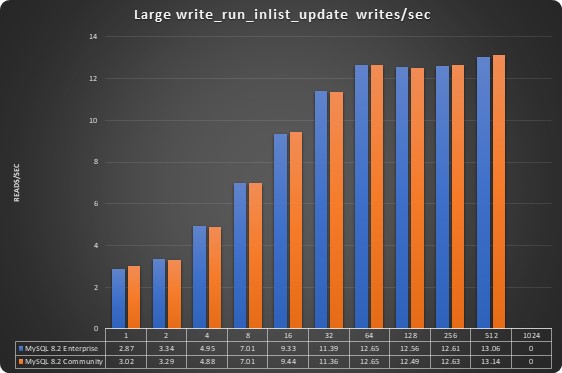 Large write_run_inlist_update writes/sec
READS/SEC
14
12
10
8
6
4
2
0
1 2 4 8 16 32 64 128 256 512 1024
MySQL 8.2 Enterprise 2.87 3.34 4.95 7.01 9.33 11.39 12.65 12.56 12.61 13.06 0
MySQL 8.2 Community 3.02 3.29 4.88 7.01 9.44 11.36 12.65 12.49 12.63 13.14 0